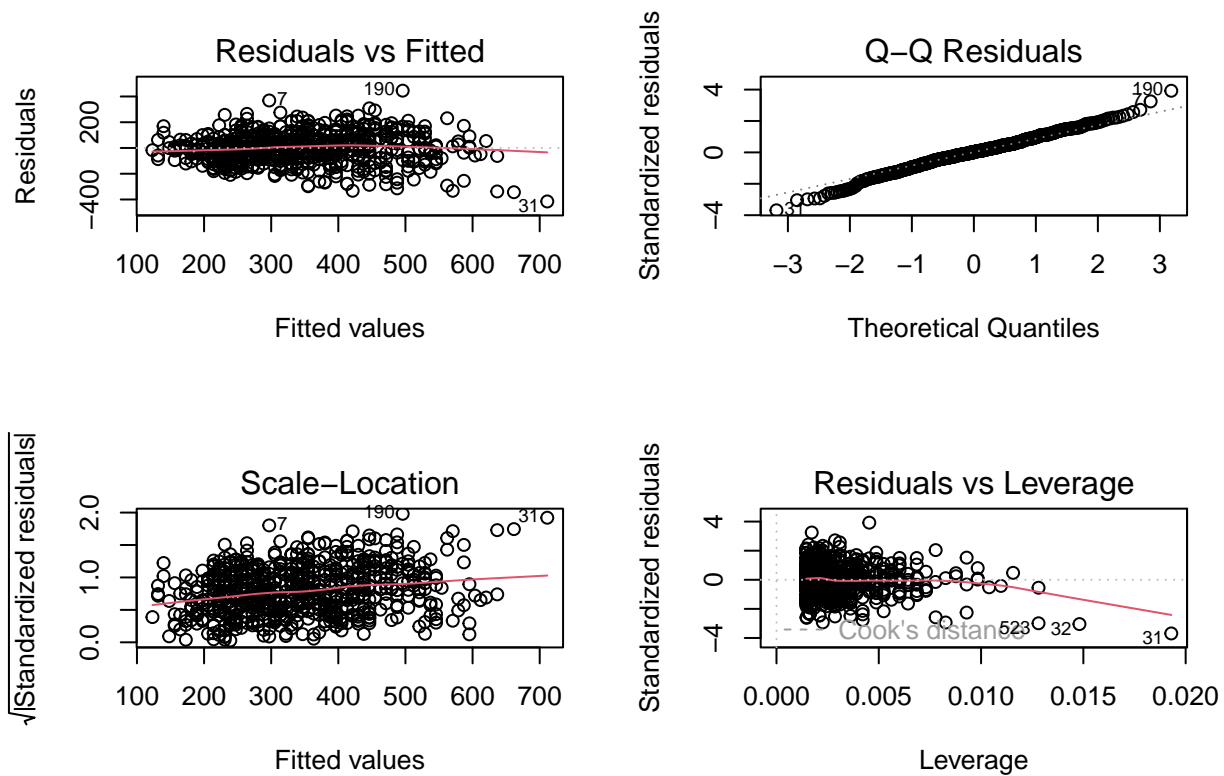 Residuals vs Fitted
Residuals
200
−400
7
190
31
100 200 300 400 500 600 700
Fitted values
Q−Q Residuals
Standardized residuals
4
0
−4
190
7
31
−3 −2 −1 0 1 2 3
Theoretical Quantiles
Scale−Location
√|Standardized residuals|
2.0
1.0
0.0
7
190
31
100 200 300 400 500 600 700
Fitted values
Residuals vs Leverage
Standardized residuals
4
0
−4
Cook's distance
523
32
31
0.000 0.005 0.010 0.015 0.020
Leverage